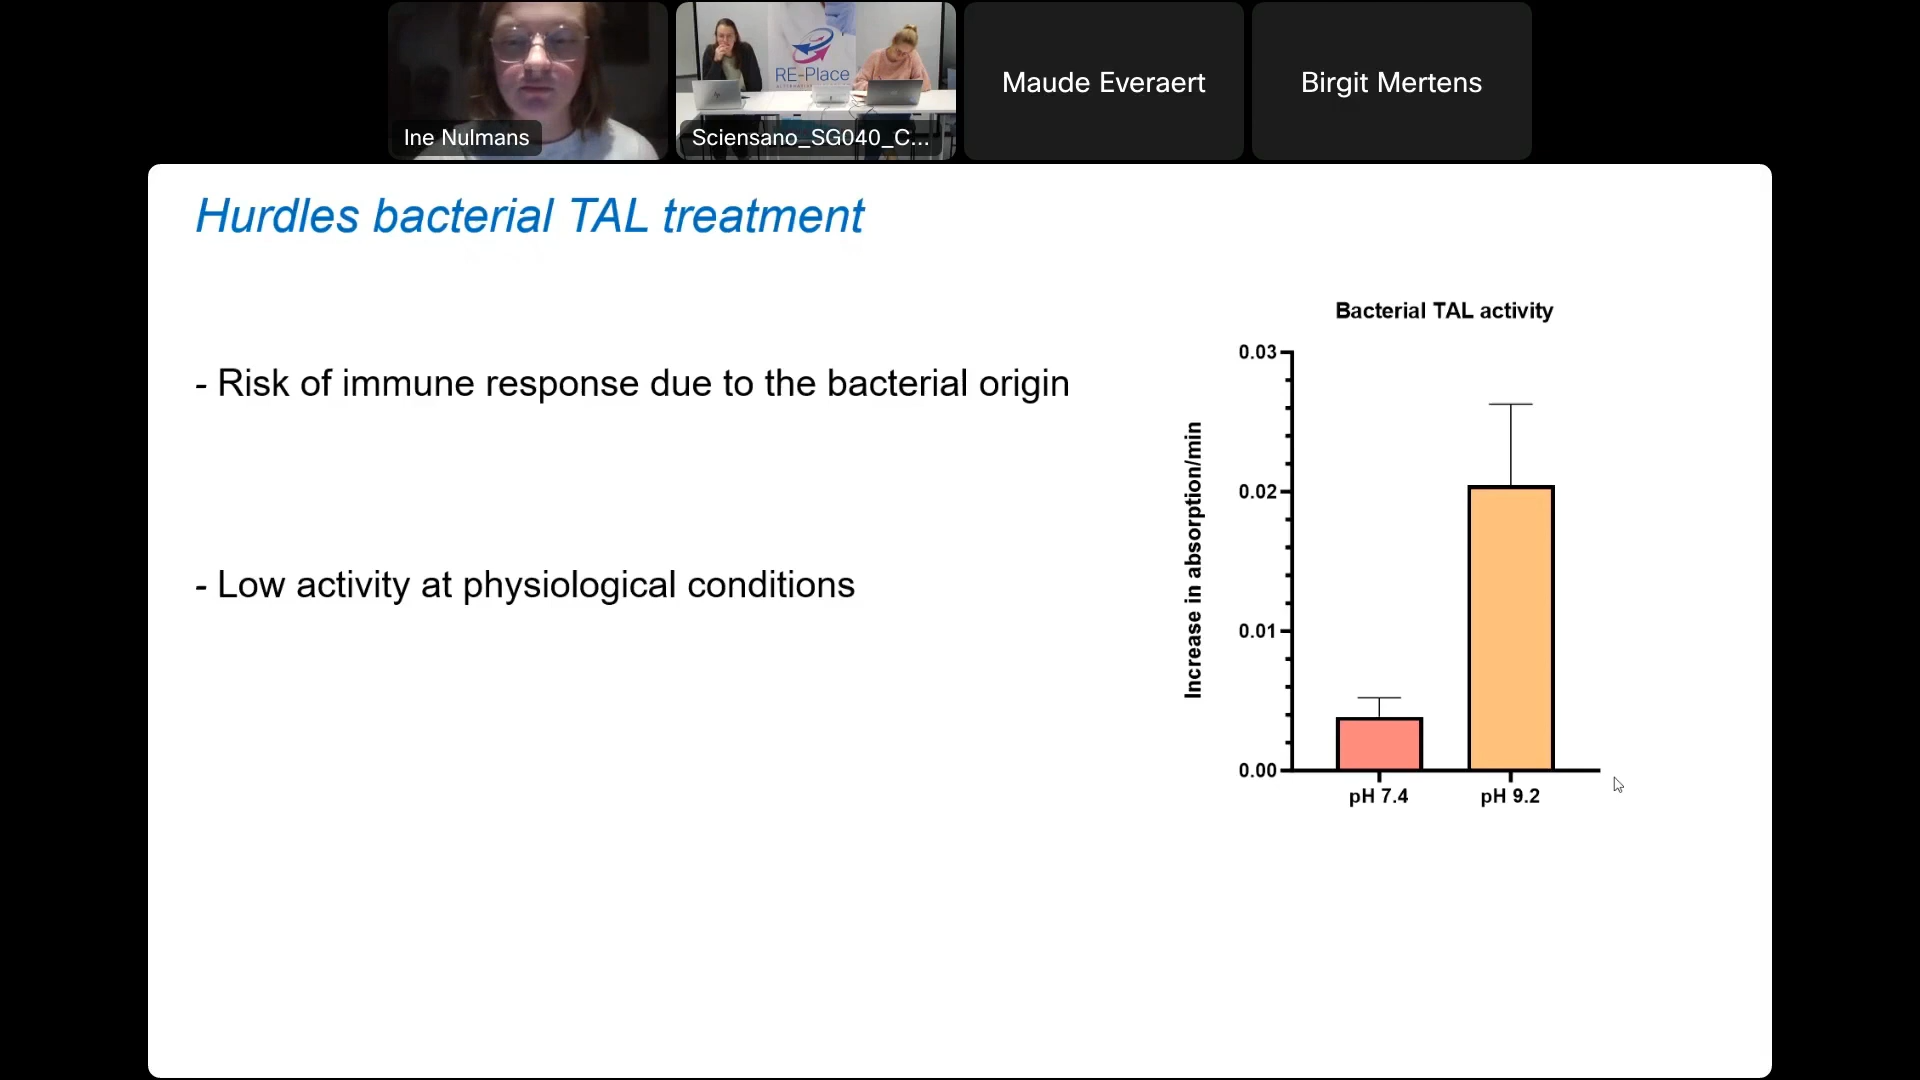 Ine Nulmans
RE-Place
Sciensano_SG040_C...
Maude Everaert
Birgit Mertens
Hurdles bacterial TAL treatment
- Risk of immune response due to the bacterial origin
- Low activity at physiological conditions
Bacterial TAL activity
Increase in absorption/min
0.03
0.02
0.01
0.00
pH 7.4
pH 9.2